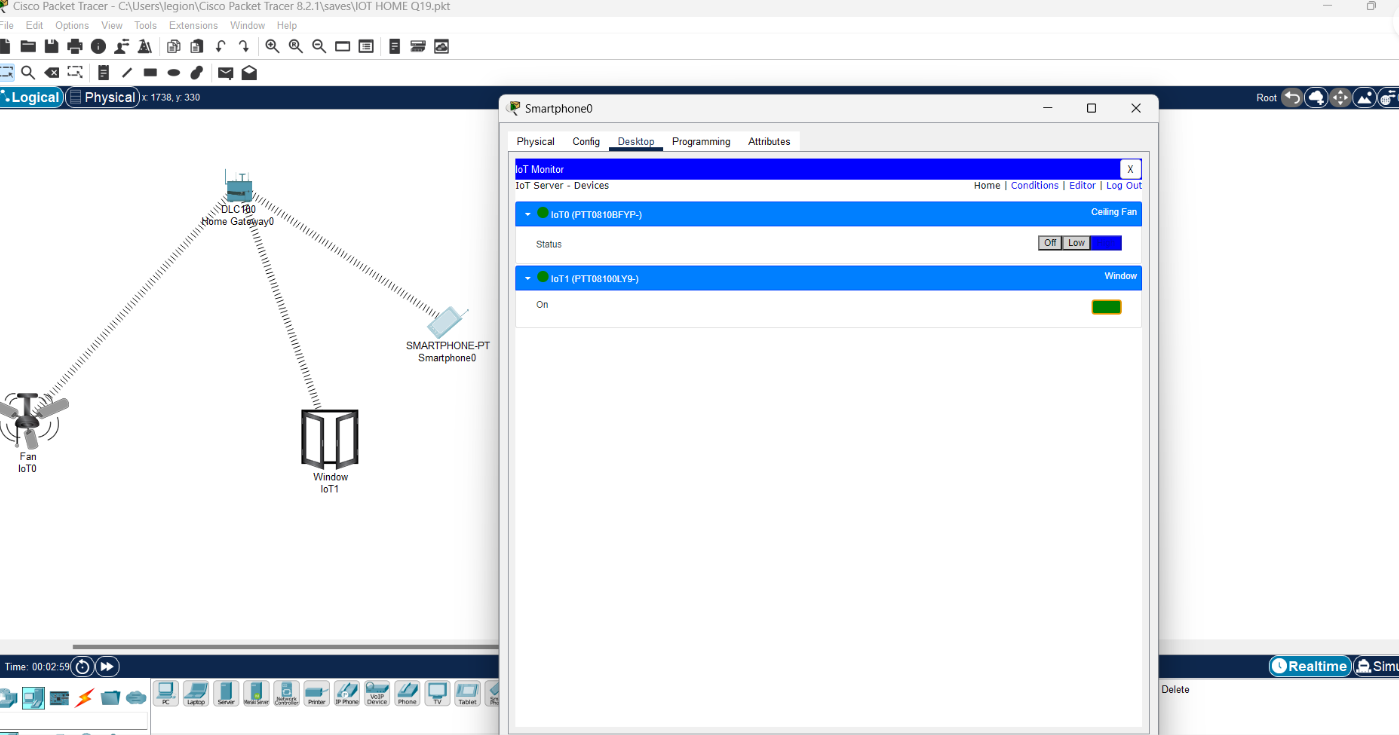 Cisco Packet Tracer - C:\Users\legion\Cisco Packet Tracer 8.2.1\saves\IOT HOME Q19.pkt
File Edit Options View Tools Extensions Window Help
Logical Physical x: 1738, y: 330
Root
Smartphone0
Physical Config Desktop Programming Attributes
IoT Monitor X
IoT Server - Devices Home | Conditions | Editor | Log Out
IoT0 (PTT0810BFYP-) Ceiling Fan
Status Off Low
IoT1 (PTT08100LY9-) Window
On
DLC100
Home Gateway0
SMARTPHONE-PT
Smartphone0
Fan
IoT0
Window
IoT1
Time: 00:02:59
Realtime Simu
PC Laptop Server Meraki Server Network Controller Printer IP Phone VoIP Device Phone TV Tablet
Delete